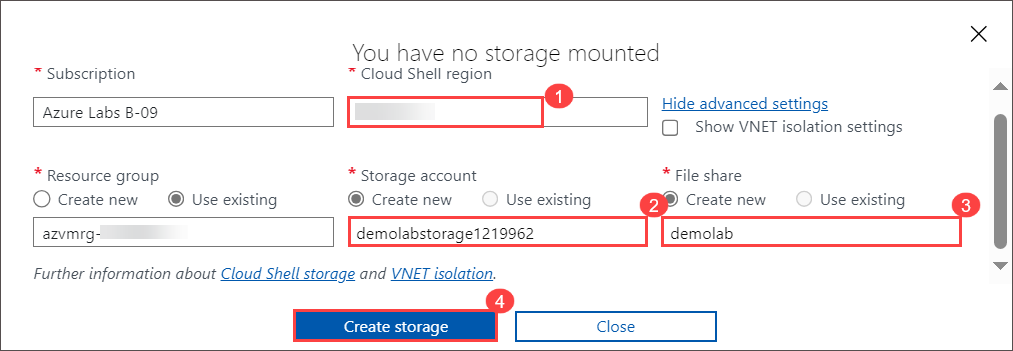 You have no storage mounted
* Subscription
* Cloud Shell region
Azure Labs B-09
1
Hide advanced settings
Show VNET isolation settings
* Resource group
* Storage account
* File share
Create new
Use existing
Create new
Use existing
Create new
Use existing
2
3
azvmrg-
demolabstorage1219962
demolab
Further information about Cloud Shell storage and VNET isolation.
4
Create storage
Close